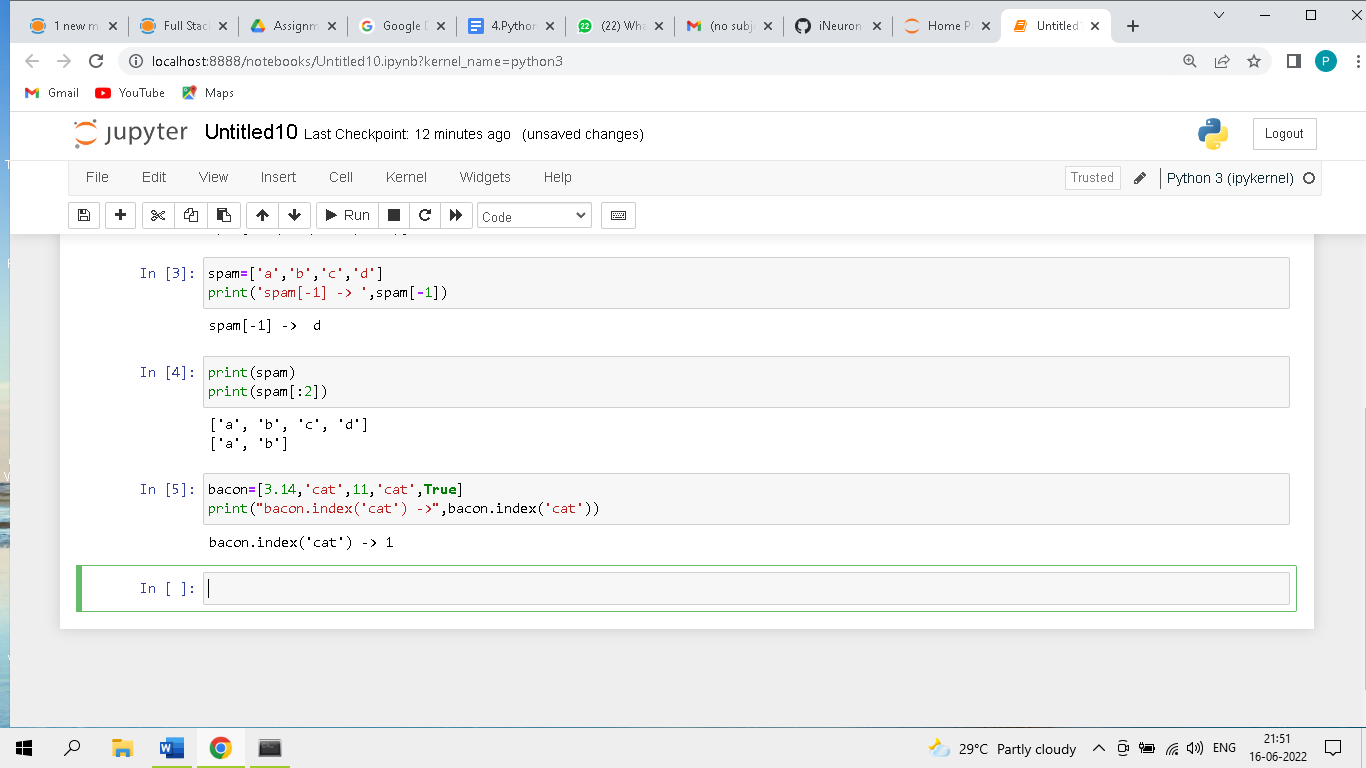 1 new m
Full Stac
Assignm
Google D
4.Python
(22) Wha
(no subj
iNeuron
Home P
Untitled
localhost:8888/notebooks/Untitled10.ipynb?kernel_name=python3
P
Gmail
YouTube
Maps
jupyter Untitled10 Last Checkpoint: 12 minutes ago (unsaved changes)
Logout
File Edit View Insert Cell Kernel Widgets Help
Trusted
Python 3 (ipykernel)
Run
Code
In [3]: spam=['a','b','c','d']
print('spam[-1] -> ',spam[-1])
spam[-1] ->  d
In [4]: print(spam)
print(spam[:2])
['a', 'b', 'c', 'd']
['a', 'b']
In [5]: bacon=[3.14,'cat',11,'cat',True]
print("bacon.index('cat') ->",bacon.index('cat'))
bacon.index('cat') -> 1
In [ ]:
29°C Partly cloudy
ENG
21:51
16-06-2022